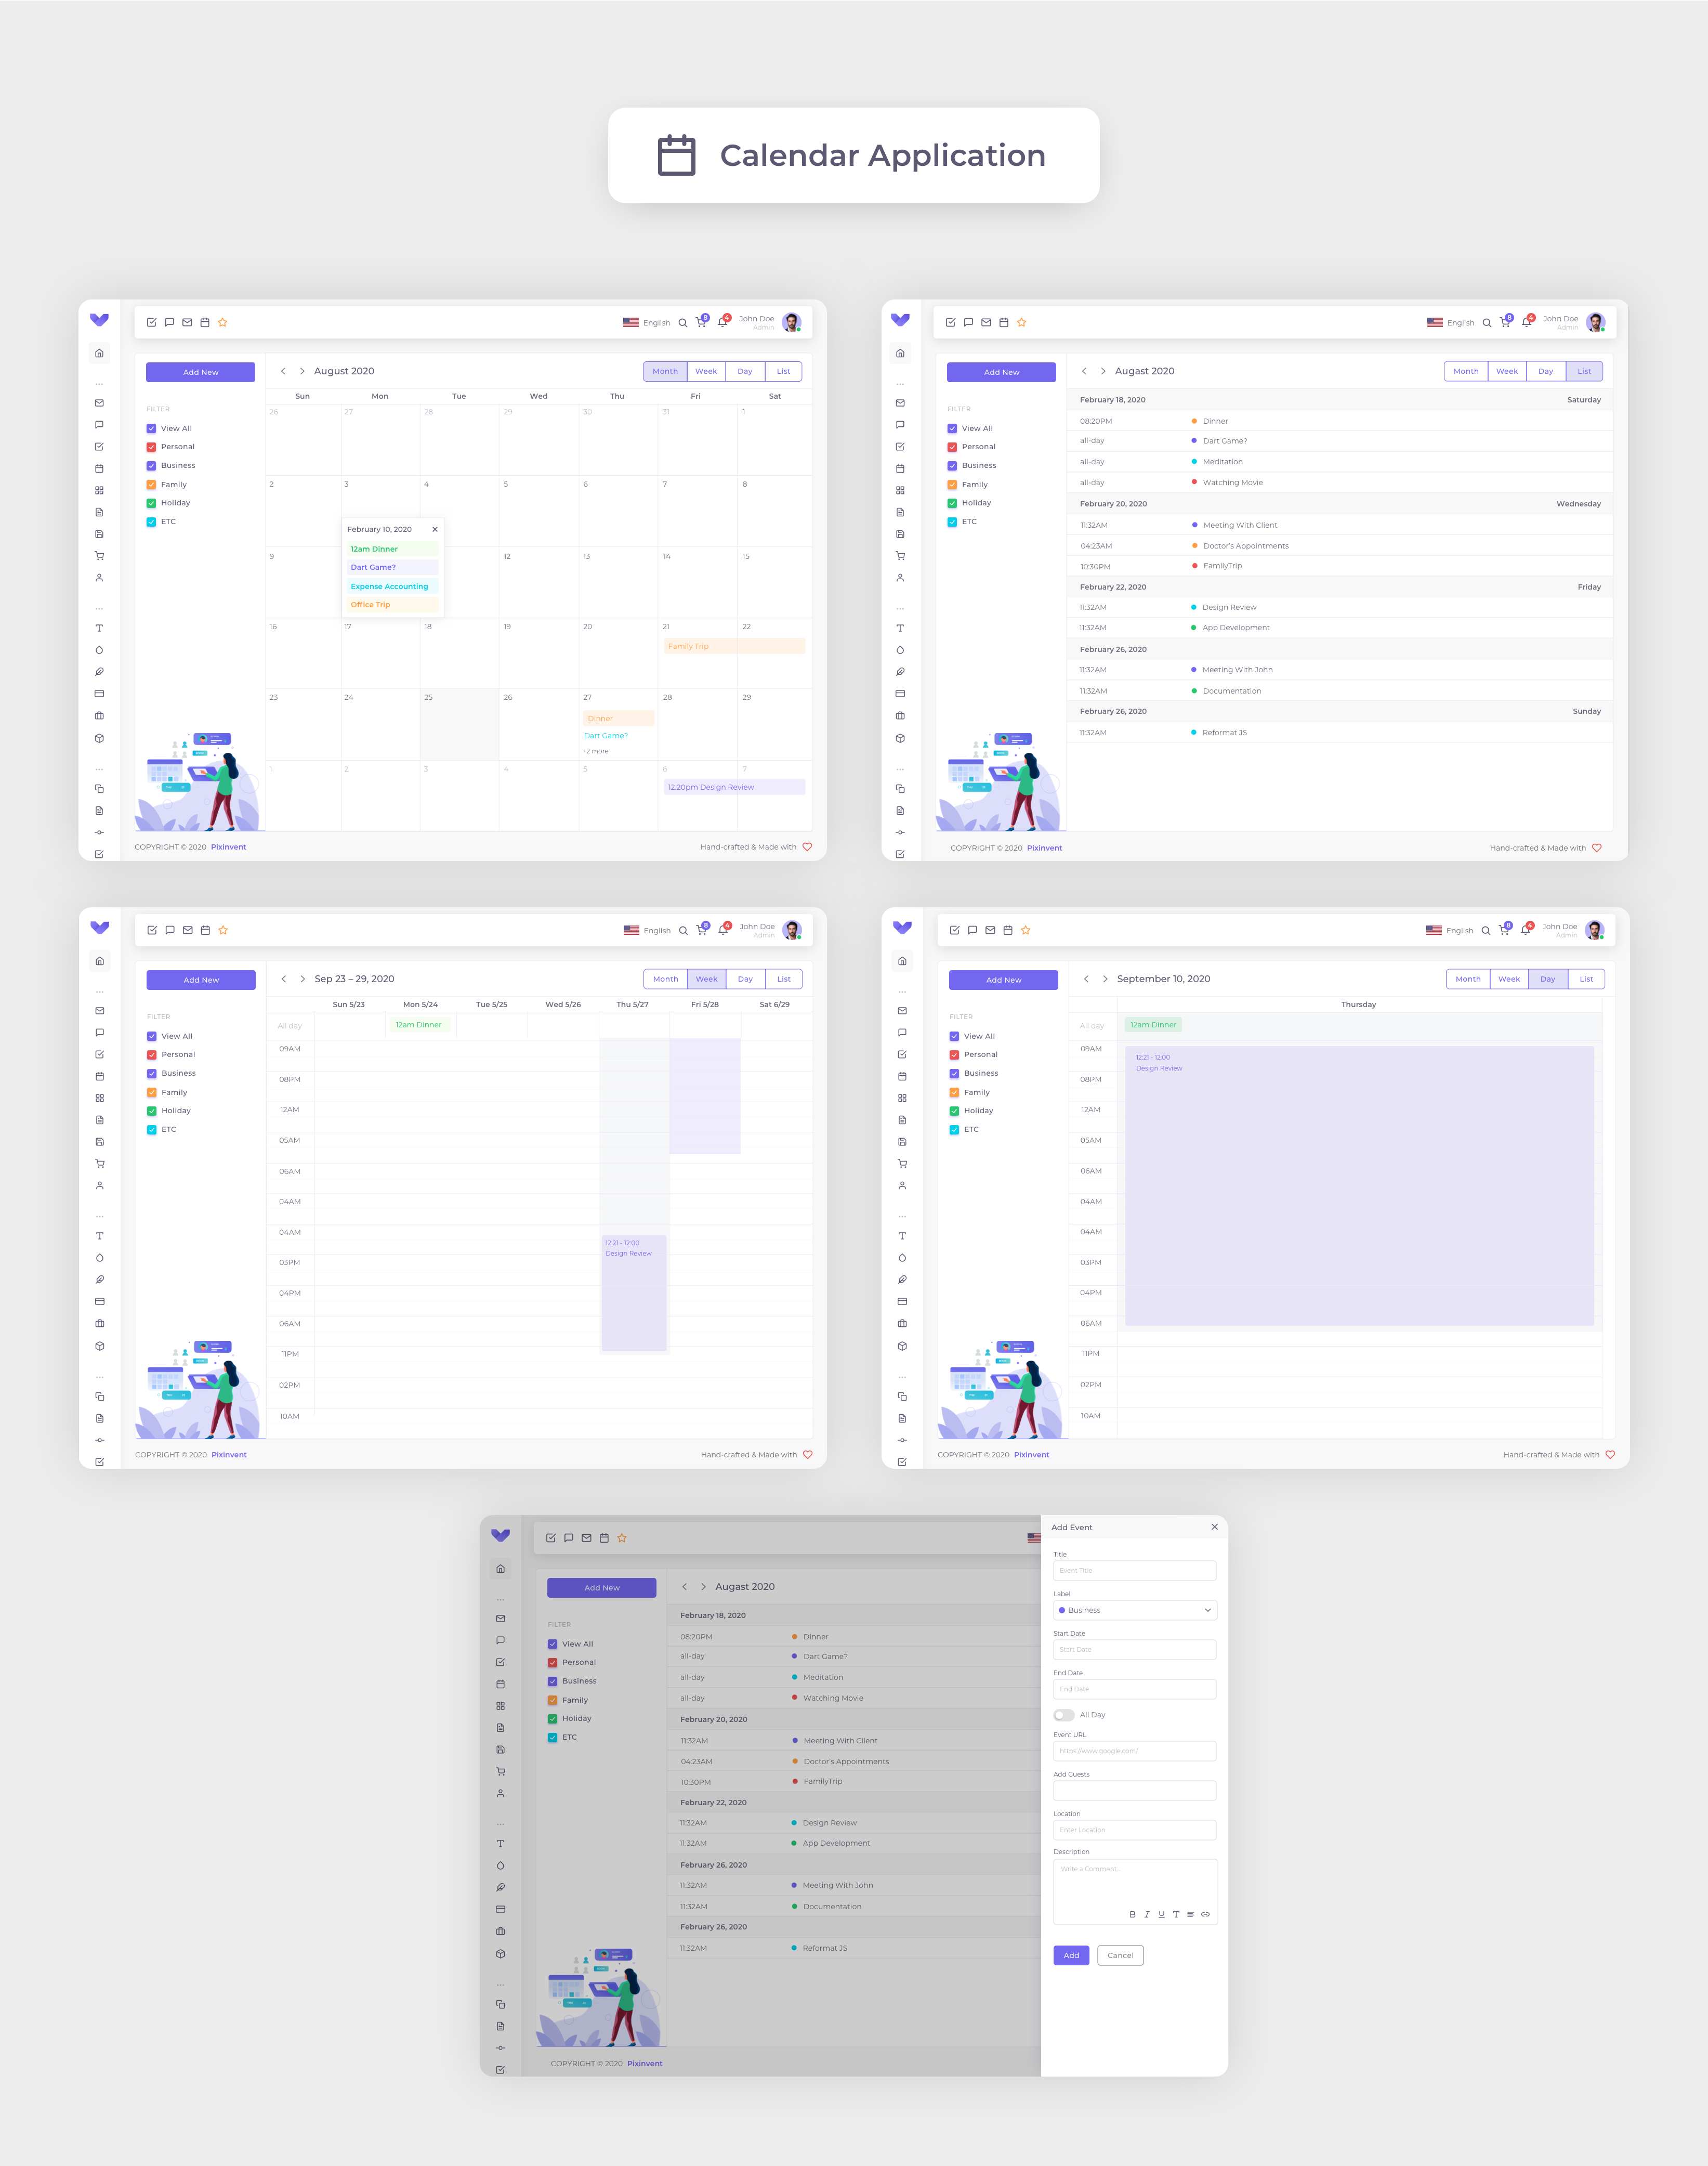 Calendar Application
English
8
4
John Doe
Admin
Add New
August 2020
Month Week Day List
FILTER
View All
Personal
Business
Family
Holiday
ETC
Sun Mon Tue Wed Thu Fri Sat
26 27 28 29 30 31 1
2 3 4 5 6 7 8
February 10, 2020
12am Dinner
Dart Game?
Expense Accounting
Office Trip
9 12 13 14 15
16 17 18 19 20 21 22
Family Trip
23 24 25 26 27 28 29
Dinner
Dart Game?
+2 more
1 2 3 4 5 6 7
12.20pm Design Review
COPYRIGHT © 2020 Pixinvent
Hand-crafted & Made with
English
8
4
John Doe
Admin
Add New
Augast 2020
Month Week Day List
FILTER
View All
Personal
Business
Family
Holiday
ETC
February 18, 2020 Saturday
08:20PM Dinner
all-day Dart Game?
all-day Meditation
all-day Watching Movie
February 20, 2020 Wednesday
11:32AM Meeting With Client
04:23AM Doctor's Appointments
10:30PM FamilyTrip
February 22, 2020 Friday
11:32AM Design Review
11:32AM App Development
February 26, 2020
11:32AM Meeting With John
11:32AM Documentation
February 26, 2020 Sunday
11:32AM Reformat JS
COPYRIGHT © 2020 Pixinvent
Hand-crafted & Made with
English
8
4
John Doe
Admin
Add New
Sep 23 – 29, 2020
Month Week Day List
FILTER
View All
Personal
Business
Family
Holiday
ETC
Sun 5/23 Mon 5/24 Tue 5/25 Wed 5/26 Thu 5/27 Fri 5/28 Sat 6/29
All day 12am Dinner
09AM
08PM
12AM
05AM
06AM
04AM
04AM
12:21 - 12:00
Design Review
03PM
04PM
06AM
11PM
02PM
10AM
COPYRIGHT © 2020 Pixinvent
Hand-crafted & Made with
English
8
4
John Doe
Admin
Add New
September 10, 2020
Month Week Day List
FILTER
View All
Personal
Business
Family
Holiday
ETC
Thursday
All day 12am Dinner
09AM
12:21 - 12:00
Design Review
08PM
12AM
05AM
06AM
04AM
04AM
03PM
04PM
06AM
11PM
02PM
10AM
COPYRIGHT © 2020 Pixinvent
Hand-crafted & Made with
Add New
Augast 2020
FILTER
View All
Personal
Business
Family
Holiday
ETC
February 18, 2020
08:20PM Dinner
all-day Dart Game?
all-day Meditation
all-day Watching Movie
February 20, 2020
11:32AM Meeting With Client
04:23AM Doctor's Appointments
10:30PM FamilyTrip
February 22, 2020
11:32AM Design Review
11:32AM App Development
February 26, 2020
11:32AM Meeting With John
11:32AM Documentation
February 26, 2020
11:32AM Reformat JS
COPYRIGHT © 2020 Pixinvent
Add Event
Title
Event Title
Label
Business
Start Date
Start Date
End Date
End Date
All Day
Event URL
Add Guests
Location
Enter Location
Description
Write a Comment..
B I U T
Add Cancel